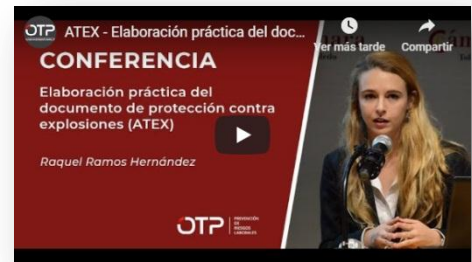 OTP
ATEX - Elaboración práctica del doc...
Ver más tarde
Compartir
CONFERENCIA
Elaboración práctica del
documento de protección contra
explosiones (ATEX)
Raquel Ramos Hernández
OTP
PREVENCIÓN
DE
RIESGOS
LABORALES